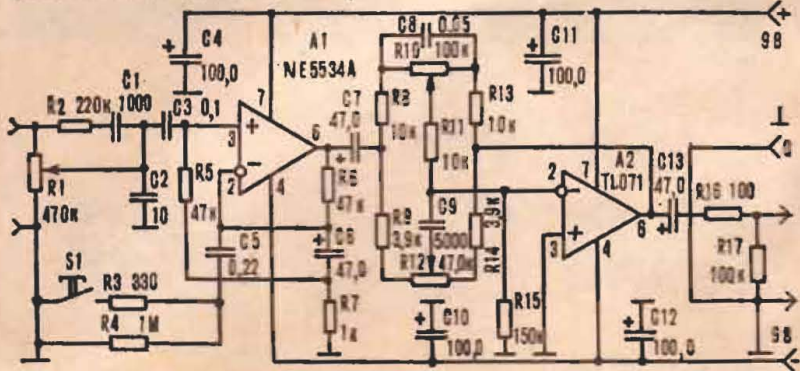 C4
100,0
A1
NE5534A
C8 0,05
R10 100к
C11
100,0
+
9В
R2 220к
C1
1000
C3 0,1
7
3
+
2
−
6
4
C7
47,0
R8
10к
R11
10к
R13
10к
⊥
0
R1
470к
C2
10
R5
47к
R6
47к
A2
TL071
7
2
3
+
6
4
C13
47,0
R16 100
R9
3,9к
C9
5000
3,9к
R14
R12 47,0к
C5
0,22
C6
47,0
R17
100к
S1
R3 330
R4 1М
R7
1к
C10
100,0
R15
150к
C12
100,0
9В
−